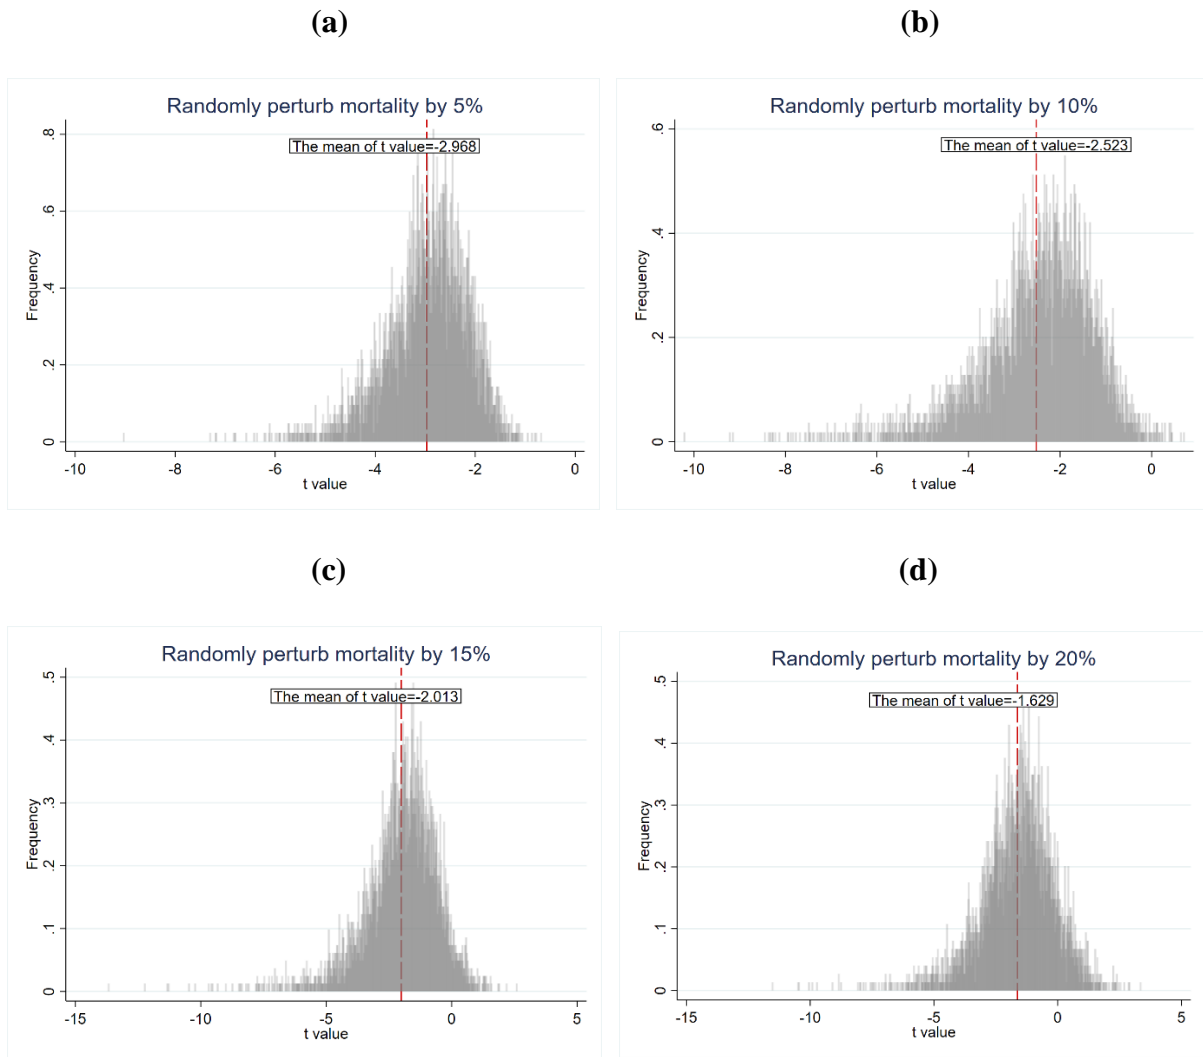 (a)
(b)
Randomly perturb mortality by 5%
The mean of t value=-2.968
Frequency
.8
.6
.4
.2
0
-10 -8 -6 -4 -2 0
t value
Randomly perturb mortality by 10%
The mean of t value=-2.523
Frequency
.6
.4
.2
0
-10 -8 -6 -4 -2 0
t value
(c)
(d)
Randomly perturb mortality by 15%
The mean of t value=-2.013
Frequency
.5
.4
.3
.2
.1
0
-15 -10 -5 0 5
t value
Randomly perturb mortality by 20%
The mean of t value=-1.629
Frequency
.5
.4
.3
.2
.1
0
-15 -10 -5 0 5
t value